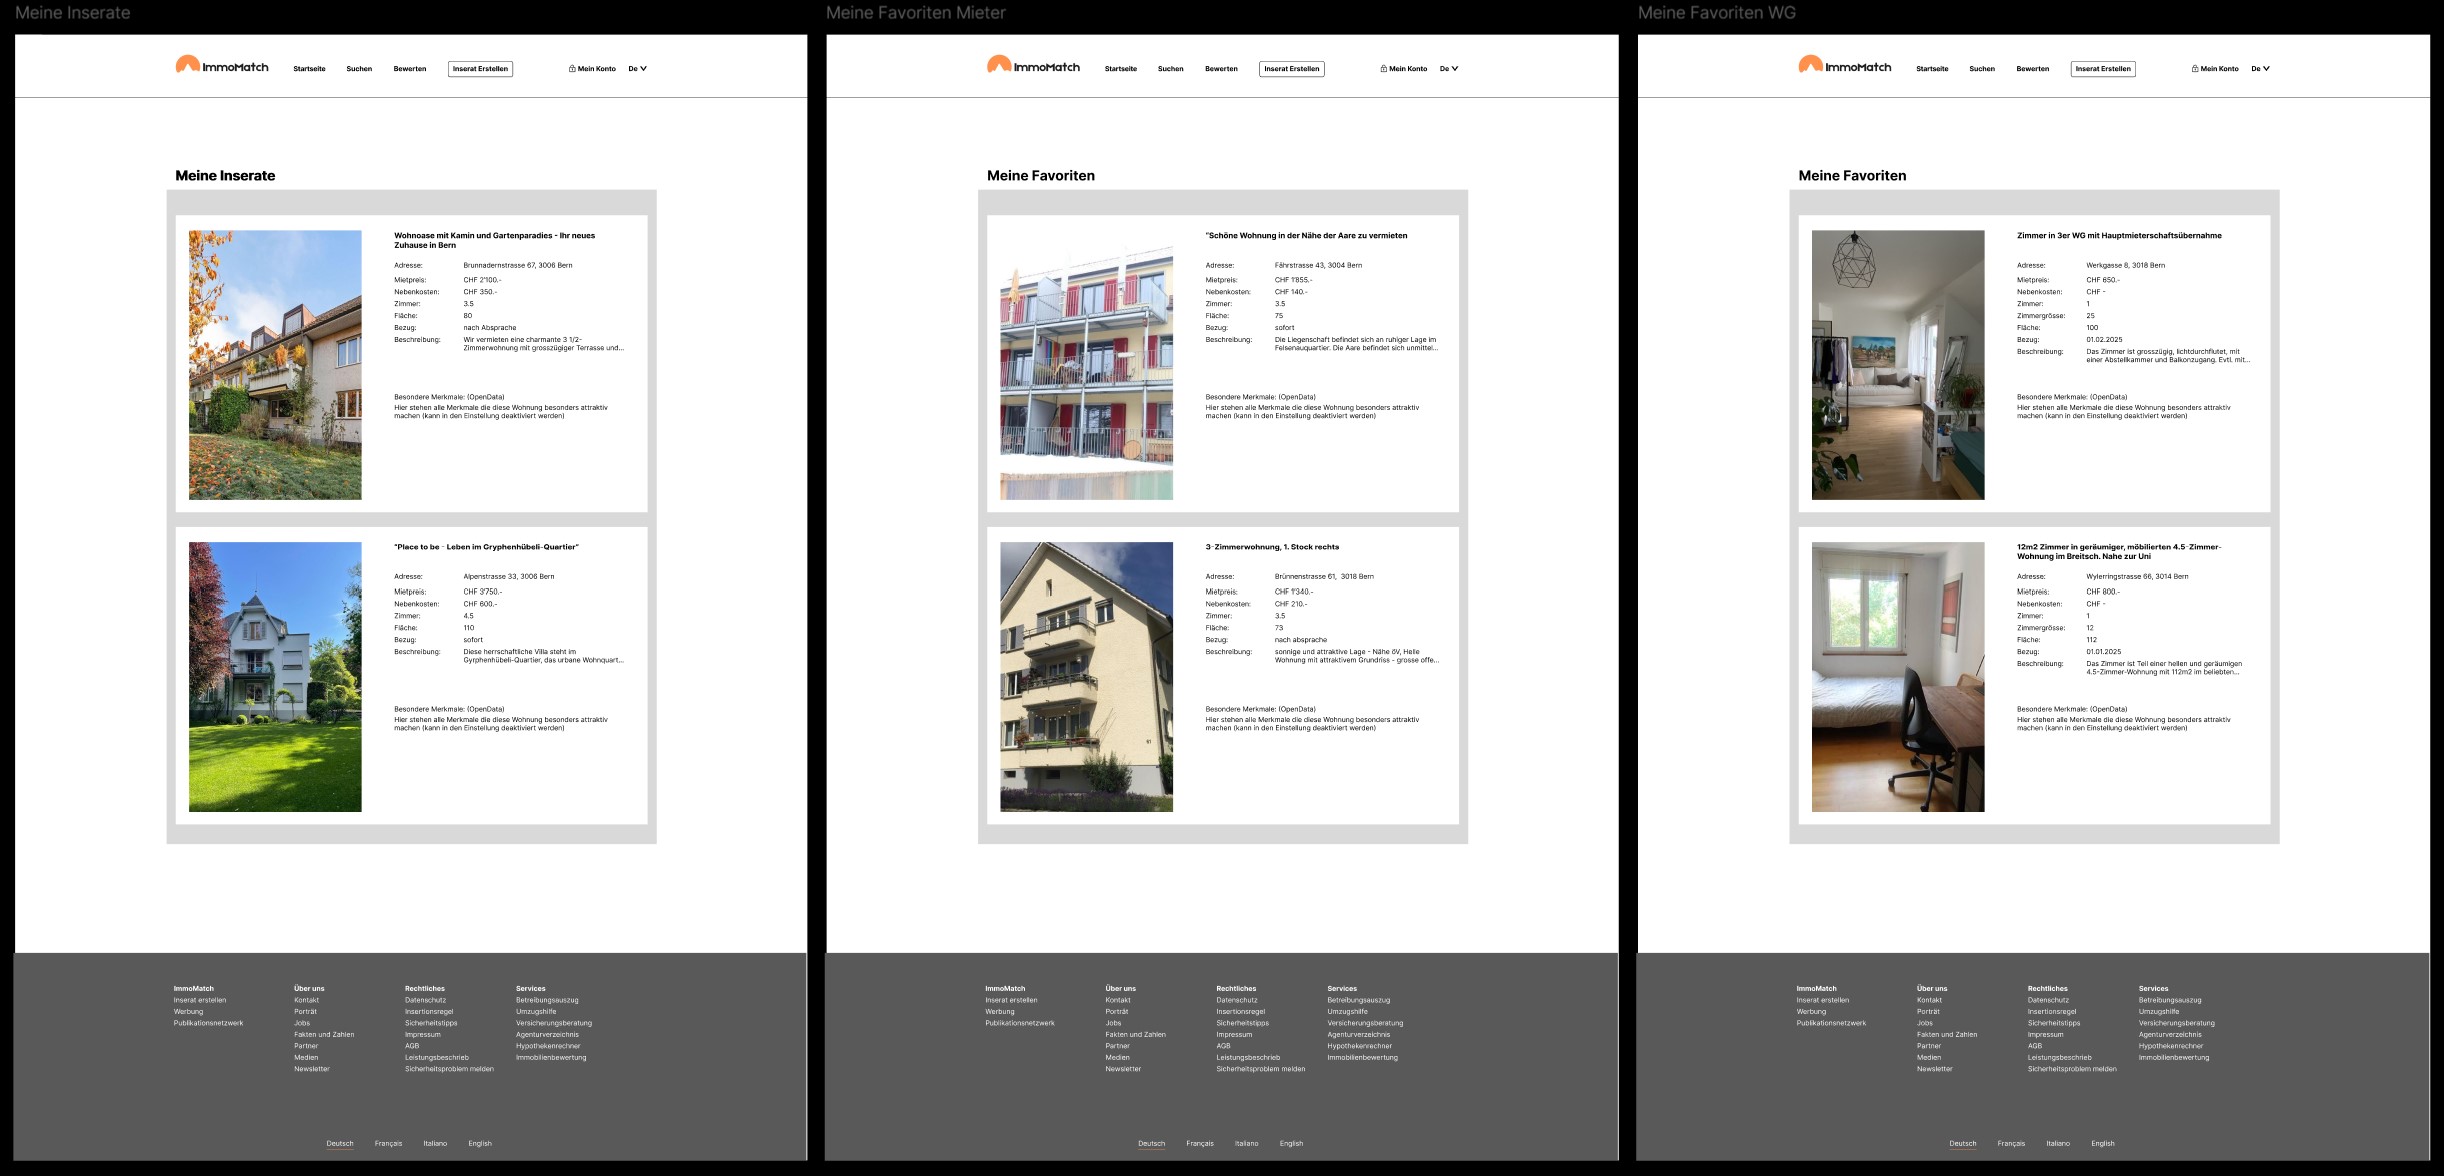 Meine Inserate
ImmoMatch
Startseite
Suchen
Bewerten
Inserat Erstellen
Mein Konto
De
Meine Inserate
Wohnoase mit Kamin und Gartenparadies - Ihr neues
Zuhause in Bern
Adresse: Brunnadernstrasse 67, 3006 Bern
Mietpreis: CHF 2'100.-
Nebenkosten: CHF 350.-
Zimmer: 3.5
Fläche: 80
Bezug: nach Absprache
Beschreibung: Wir vermieten eine charmante 3 1/2-
Zimmerwohnung mit grosszügiger Terrasse und...
Besondere Merkmale: (OpenData)
Hier stehen alle Merkmale die diese Wohnung besonders attraktiv
machen (kann in den Einstellung deaktiviert werden)
"Place to be - Leben im Gryphenhübeli-Quartier"
Adresse: Alpenstrasse 33, 3006 Bern
Mietpreis: CHF 3'750.-
Nebenkosten: CHF 600.-
Zimmer: 4.5
Fläche: 110
Bezug: sofort
Beschreibung: Diese herrschaftliche Villa steht im
Gyrphenhübeli-Quartier, das urbane Wohnquart...
Besondere Merkmale: (OpenData)
Hier stehen alle Merkmale die diese Wohnung besonders attraktiv
machen (kann in den Einstellung deaktiviert werden)
ImmoMatch
Inserat erstellen
Werbung
Publikationsnetzwerk
Über uns
Kontakt
Porträt
Jobs
Fakten und Zahlen
Partner
Medien
Newsletter
Rechtliches
Datenschutz
Insertionsregel
Sicherheitstipps
Impressum
AGB
Leistungsbeschrieb
Sicherheitsproblem melden
Services
Betreibungsauszug
Umzugshilfe
Versicherungsberatung
Agenturverzeichnis
Hypothekenrechner
Immobilienbewertung
Deutsch
Français
Italiano
English
Meine Favoriten Mieter
ImmoMatch
Startseite
Suchen
Bewerten
Inserat Erstellen
Mein Konto
De
Meine Favoriten
"Schöne Wohnung in der Nähe der Aare zu vermieten
Adresse: Fährstrasse 43, 3004 Bern
Mietpreis: CHF 1'855.-
Nebenkosten: CHF 140.-
Zimmer: 3.5
Fläche: 75
Bezug: sofort
Beschreibung: Die Liegenschaft befindet sich an ruhiger Lage im
Felsenauquartier. Die Aare befindet sich unmittel...
Besondere Merkmale: (OpenData)
Hier stehen alle Merkmale die diese Wohnung besonders attraktiv
machen (kann in den Einstellung deaktiviert werden)
3-Zimmerwohnung, 1. Stock rechts
Adresse: Brünnenstrasse 61, 3018 Bern
Mietpreis: CHF 1'340.-
Nebenkosten: CHF 210.-
Zimmer: 3.5
Fläche: 73
Bezug: nach absprache
Beschreibung: sonnige und attraktive Lage - Nähe öV, Helle
Wohnung mit attraktivem Grundriss - grosse offe...
Besondere Merkmale: (OpenData)
Hier stehen alle Merkmale die diese Wohnung besonders attraktiv
machen (kann in den Einstellung deaktiviert werden)
ImmoMatch
Inserat erstellen
Werbung
Publikationsnetzwerk
Über uns
Kontakt
Porträt
Jobs
Fakten und Zahlen
Partner
Medien
Newsletter
Rechtliches
Datenschutz
Insertionsregel
Sicherheitstipps
Impressum
AGB
Leistungsbeschrieb
Sicherheitsproblem melden
Services
Betreibungsauszug
Umzugshilfe
Versicherungsberatung
Agenturverzeichnis
Hypothekenrechner
Immobilienbewertung
Deutsch
Français
Italiano
English
Meine Favoriten WG
ImmoMatch
Startseite
Suchen
Bewerten
Inserat Erstellen
Mein Konto
De
Meine Favoriten
Zimmer in 3er WG mit Hauptmieterschaftsübernahme
Adresse: Werkgasse 8, 3018 Bern
Mietpreis: CHF 650.-
Nebenkosten: CHF -
Zimmer: 1
Zimmergrösse: 25
Fläche: 100
Bezug: 01.02.2025
Beschreibung: Das Zimmer ist grosszügig, lichtdurchflutet, mit
einer Abstellkammer und Balkonzugang. Evtl. mit...
Besondere Merkmale: (OpenData)
Hier stehen alle Merkmale die diese Wohnung besonders attraktiv
machen (kann in den Einstellung deaktiviert werden)
12m2 Zimmer in geräumiger, möbilierten 4.5-Zimmer-
Wohnung im Breitsch. Nahe zur Uni
Adresse: Wylerringstrasse 66, 3014 Bern
Mietpreis: CHF 800.-
Nebenkosten: CHF -
Zimmer: 1
Zimmergrösse: 12
Fläche: 112
Bezug: 01.01.2025
Beschreibung: Das Zimmer ist Teil einer hellen und geräumigen
4.5-Zimmer-Wohnung mit 112m2 im beliebten...
Besondere Merkmale: (OpenData)
Hier stehen alle Merkmale die diese Wohnung besonders attraktiv
machen (kann in den Einstellung deaktiviert werden)
ImmoMatch
Inserat erstellen
Werbung
Publikationsnetzwerk
Über uns
Kontakt
Porträt
Jobs
Fakten und Zahlen
Partner
Medien
Newsletter
Rechtliches
Datenschutz
Insertionsregel
Sicherheitstipps
Impressum
AGB
Leistungsbeschrieb
Sicherheitsproblem melden
Services
Betreibungsauszug
Umzugshilfe
Versicherungsberatung
Agenturverzeichnis
Hypothekenrechner
Immobilienbewertung
Deutsch
Français
Italiano
English